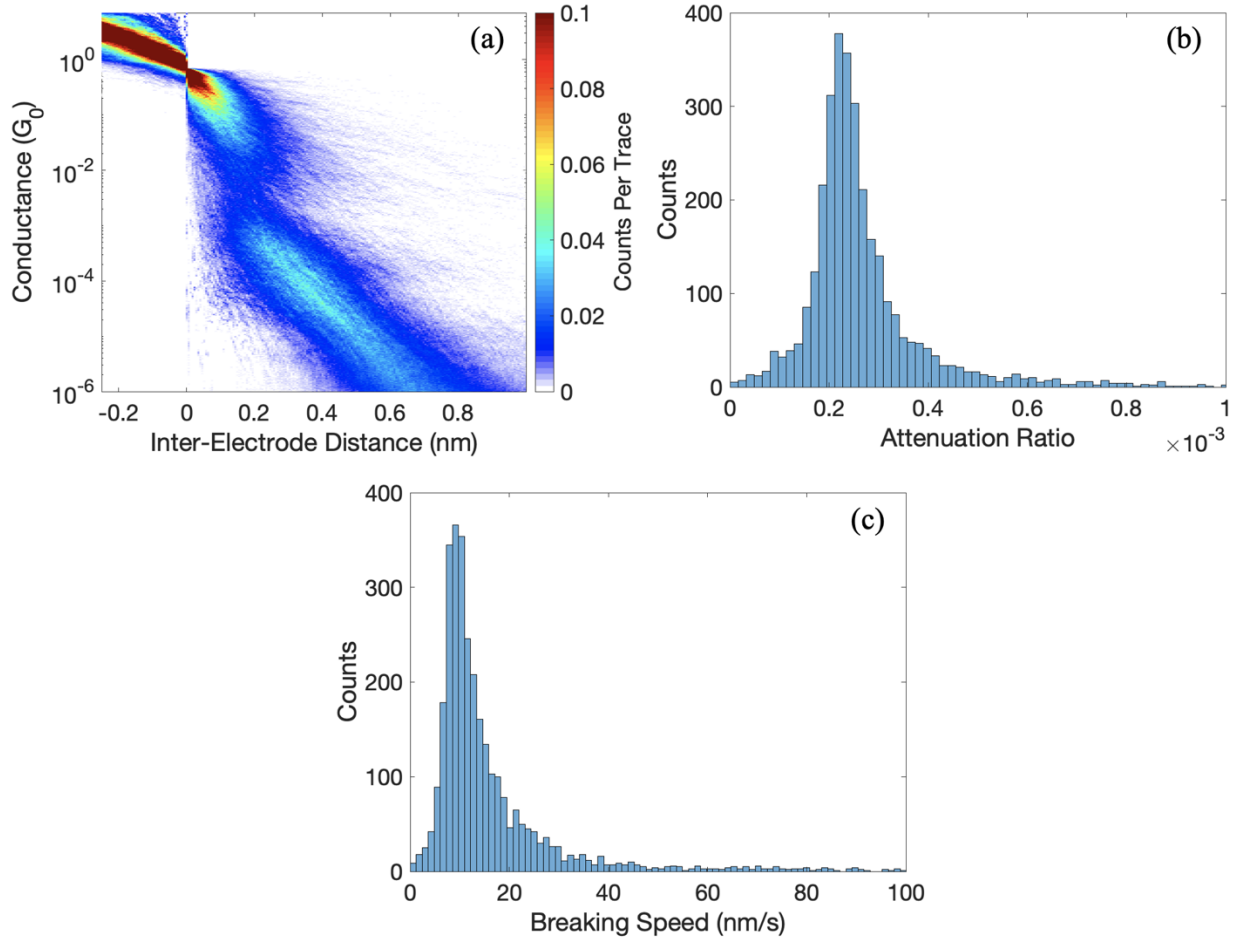 (a)
Conductance (G₀)
10⁰
10⁻²
10⁻⁴
10⁻⁶
-0.2 0 0.2 0.4 0.6 0.8
Inter-Electrode Distance (nm)
0.1
0.08
0.06
0.04
0.02
0
Counts Per Trace
(b)
Counts
400
300
200
100
0
0 0.2 0.4 0.6 0.8 1
Attenuation Ratio
×10⁻³
(c)
Counts
400
300
200
100
0
0 20 40 60 80 100
Breaking Speed (nm/s)